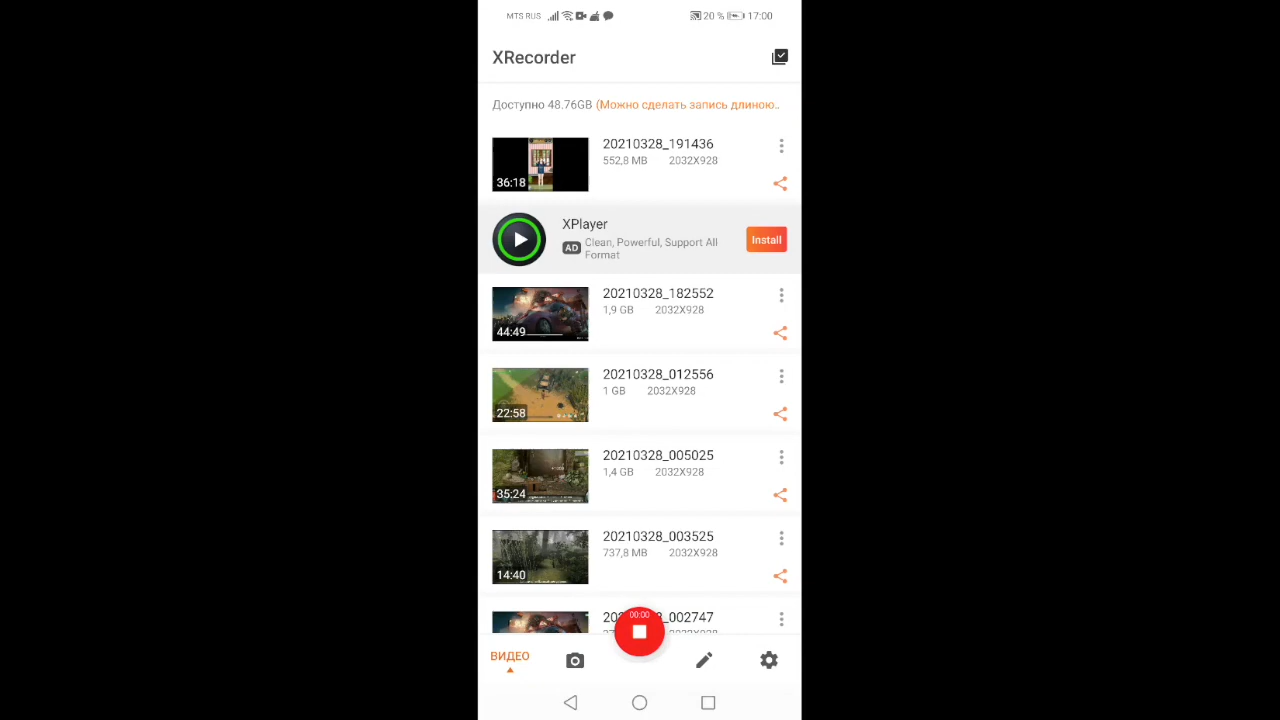 MTS RUS 20 % 17:00
XRecorder
Доступно 48.76GB (Можно сделать запись длиною..
20210328_191436
552,8 MB 2032X928
36:18
XPlayer
AD Clean, Powerful, Support All
Format
Install
20210328_182552
1,9 GB 2032X928
44:49
20210328_012556
1 GB 2032X928
22:58
20210328_005025
1,4 GB 2032X928
35:24
20210328_003525
737,8 MB 2032X928
14:40
00:00
ВИДЕО